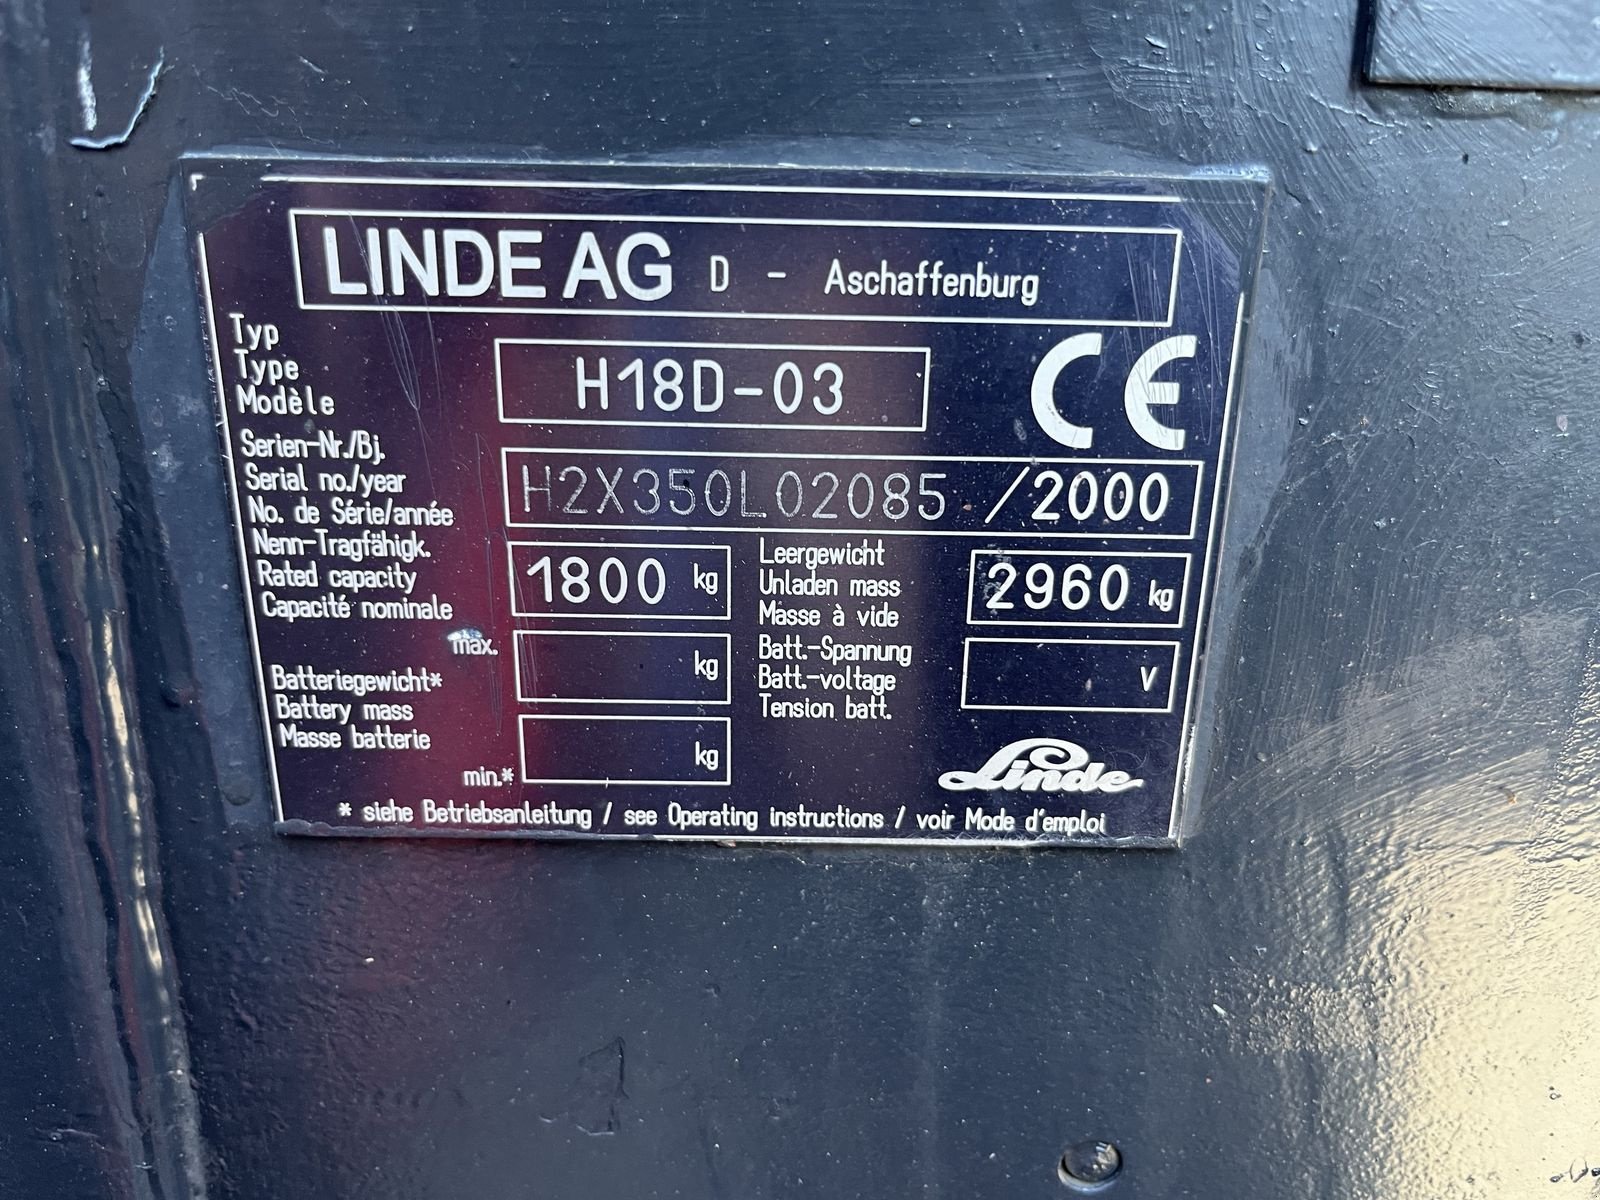 LINDE AG D - Aschaffenburg
Typ
Type
Modèle
H18D-03
CE
Serien-Nr./Bj.
Serial no./year
No. de Série/année
H2X350L02085 /2000
Nenn-Tragfähigk.
Rated capacity
Capacité nominale
1800 kg
Leergewicht
Unladen mass
Masse à vide
2960 kg
max.
kg
Batteriegewicht*
Battery mass
Masse batterie
min.*
kg
Batt.-Spannung
Batt.-voltage
Tension batt.
V
Linde
* siehe Betriebsanleitung / see Operating instructions / voir Mode d'emploi